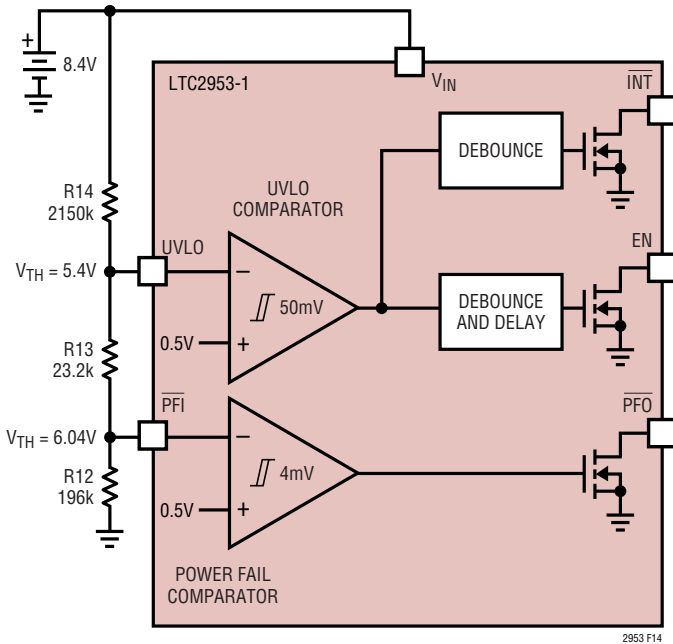 +
8.4V
LTC2953-1
V_IN
INT
DEBOUNCE
R14
2150k
UVLO
COMPARATOR
UVLO
EN
V_TH = 5.4V
−
50mV
DEBOUNCE
AND DELAY
0.5V
+
R13
23.2k
PFI
PFO
V_TH = 6.04V
−
4mV
R12
196k
0.5V
+
POWER FAIL
COMPARATOR
2953 F14